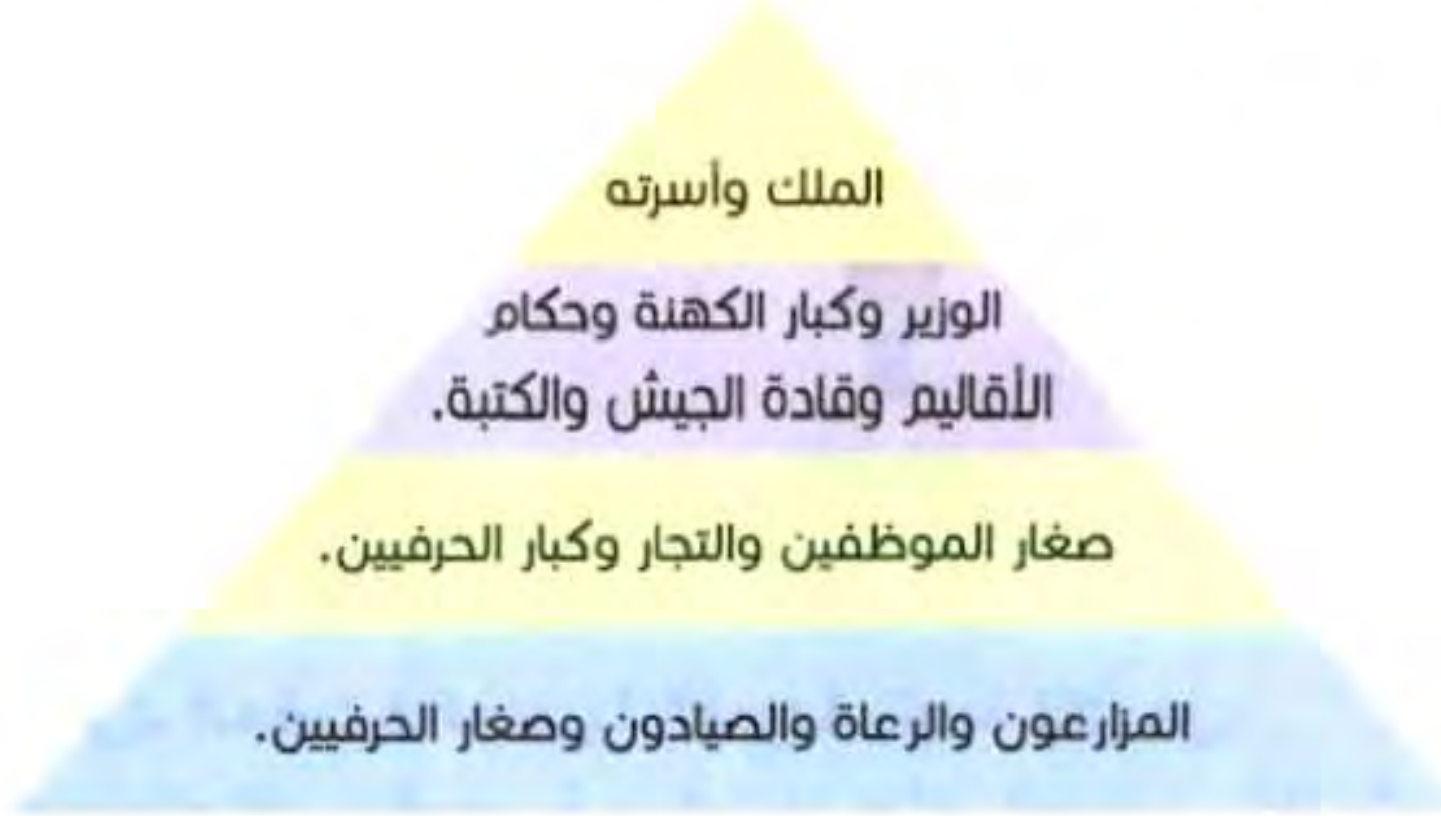 الملك وأسرته
الوزير وكبار الكهنة وحكام
الأقاليم وقادة الجيش والكتبة.
صغار الموظفين والتجار وكبار الحرفيين.
المزارعون والرعاة والصيادون وصغار الحرفيين.